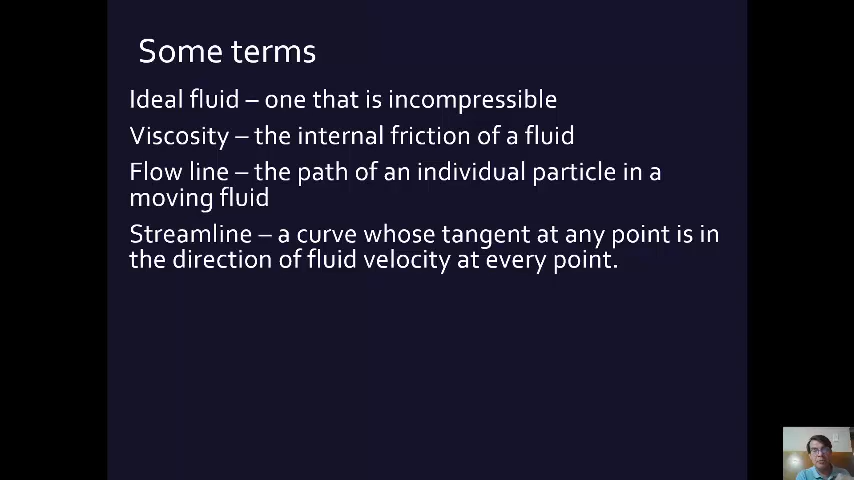 Some terms
Ideal fluid – one that is incompressible
Viscosity – the internal friction of a fluid
Flow line – the path of an individual particle in a
moving fluid
Streamline – a curve whose tangent at any point is in
the direction of fluid velocity at every point.